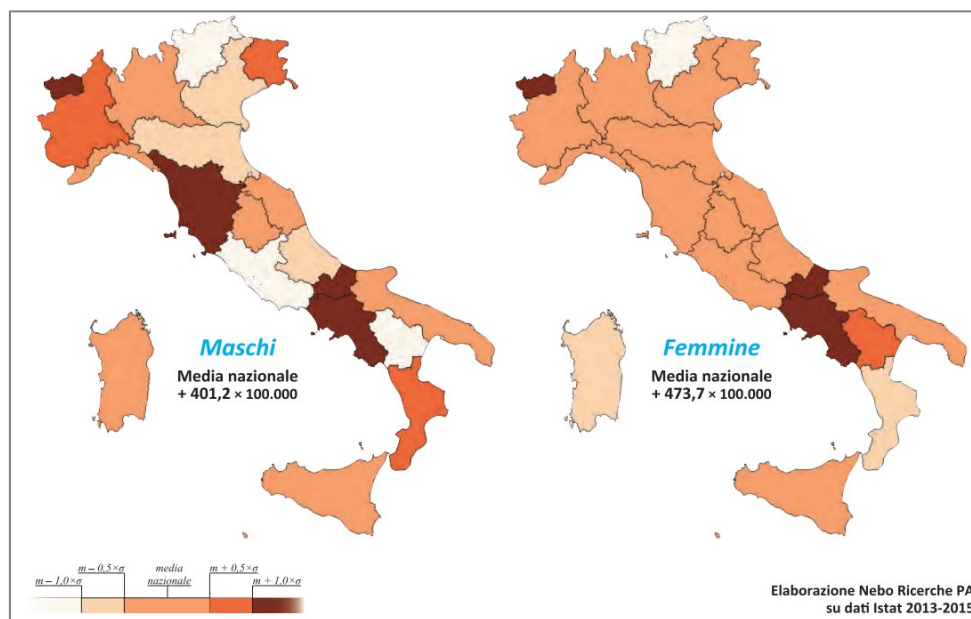 Maschi
Media nazionale
+ 401,2 × 100.000
Femmine
Media nazionale
+ 473,7 × 100.000
m – 1,0×σ
m – 0,5×σ
media
nazionale
m + 0,5×σ
m + 1,0×σ
Elaborazione Nebo Ricerche PA
su dati Istat 2013-2015